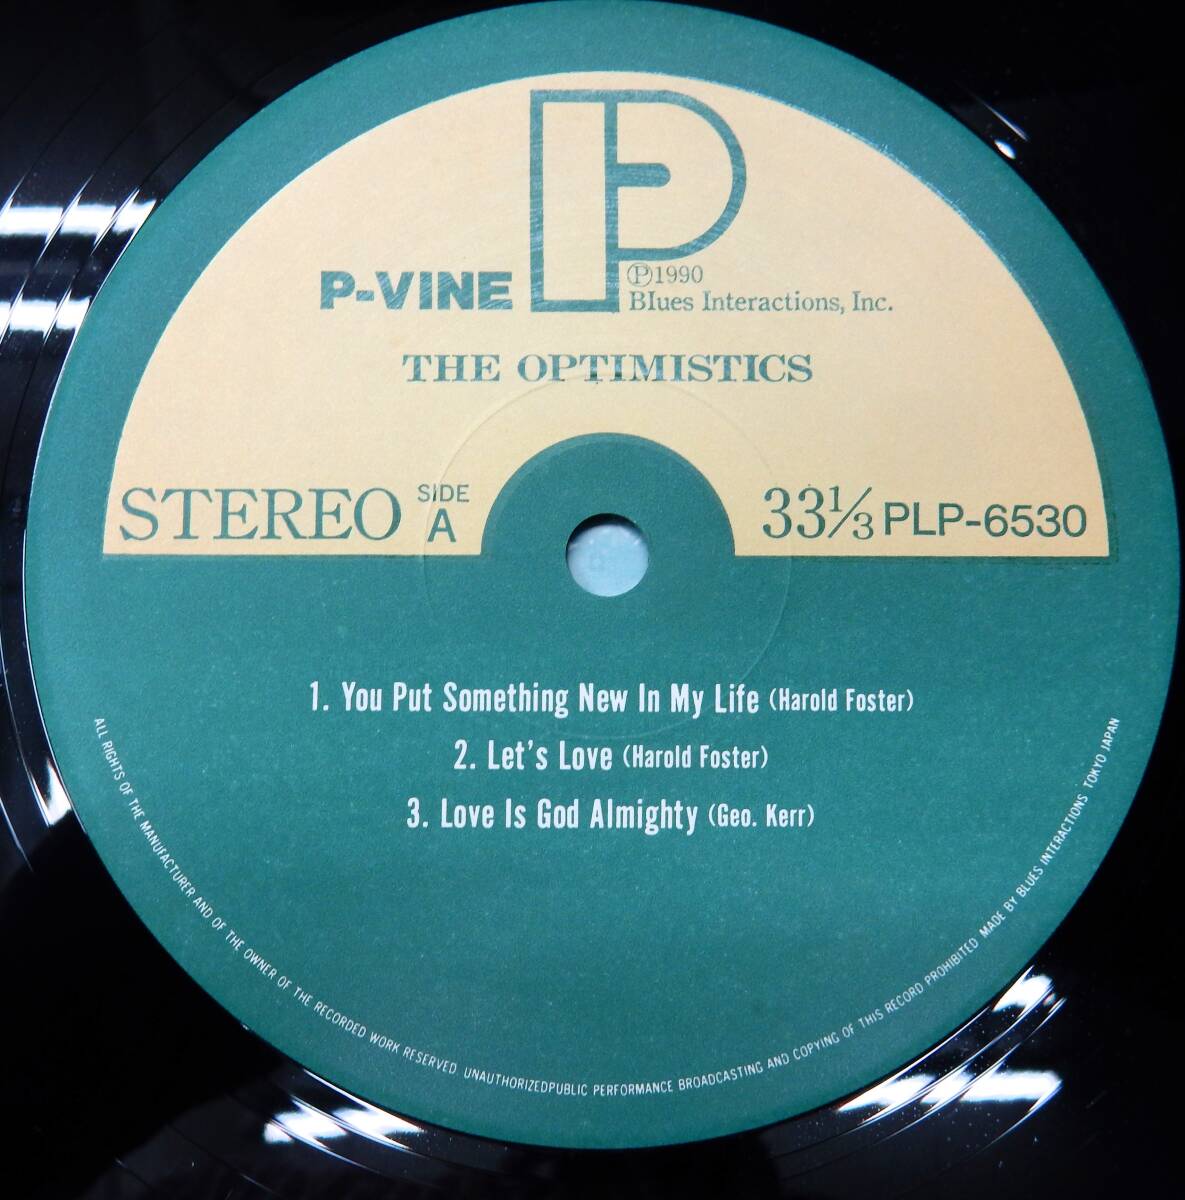 P-VINE
P
Ⓟ1990
Blues Interactions, Inc.
THE OPTIMISTICS
STEREO
SIDE
A
33⅓ PLP-6530
1. You Put Something New In My Life (Harold Foster)
2. Let's Love (Harold Foster)
3. Love Is God Almighty (Geo. Kerr)
ALL RIGHTS OF THE MANUFACTURER AND OF THE OWNER OF THE RECORDED WORK RESERVED. UNAUTHORIZEDPUBLIC PERFORMANCE BROADCASTING AND COPYING OF THIS RECORD PROHIBITED MADE BY BLUES INTERACTIONS TOKYO JAPAN